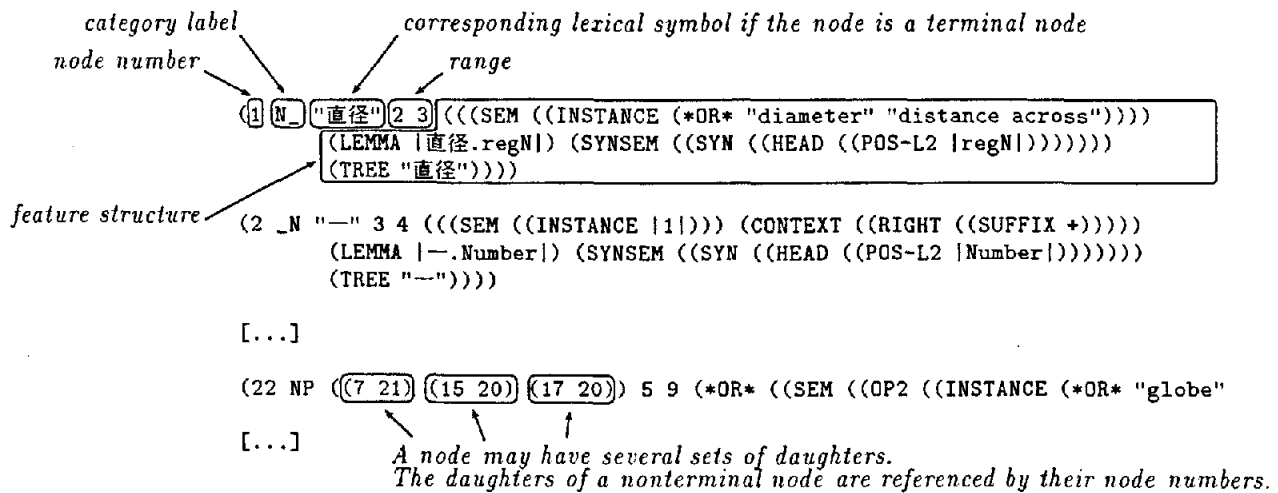 category label
corresponding lexical symbol if the node is a terminal node
node number
range
(1 N_ "直径" 2 3 (((SEM ((INSTANCE (*OR* "diameter" "distance across"))))
(LEMMA |直径.regN|) (SYNSEM ((SYN ((HEAD ((POS-L2 |regN|)))))))
(TREE "直径"))))
feature structure
(2 _N "一" 3 4 (((SEM ((INSTANCE |1|))) (CONTEXT ((RIGHT ((SUFFIX +)))))
(LEMMA |一.Number|) (SYNSEM ((SYN ((HEAD ((POS-L2 |Number|)))))))
(TREE "一"))))
[...]
(22 NP ((7 21) (15 20) (17 20)) 5 9 (*OR* ((SEM ((OP2 ((INSTANCE (*OR* "globe"
[...]
A node may have several sets of daughters.
The daughters of a nonterminal node are referenced by their node numbers.